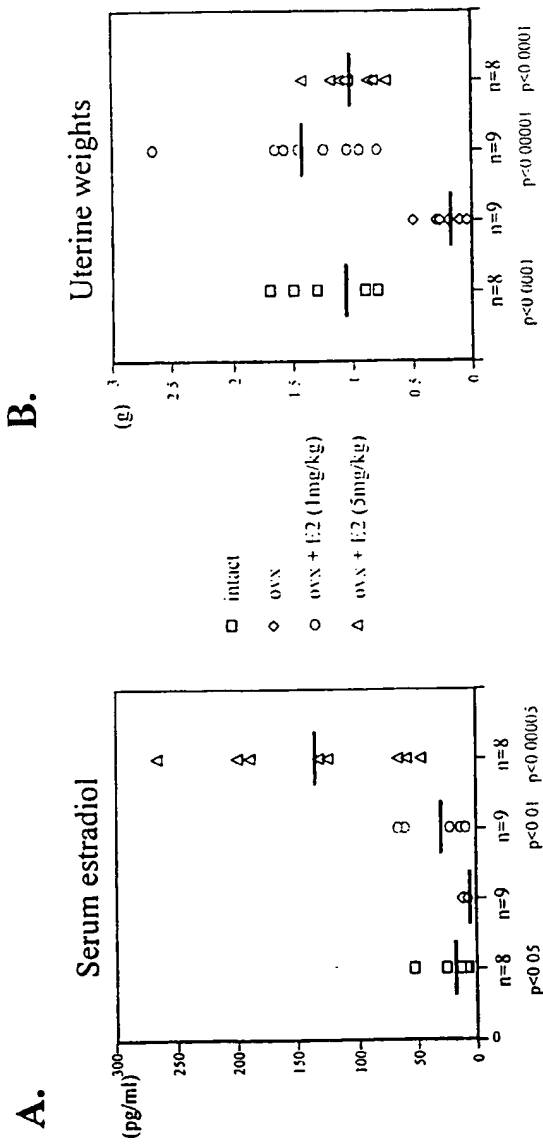 A.
Serum estradiol
(pg/ml)
300
250
200
150
100
50
0
0
n=8 n=9 n=9 n=8
p<0 05 p<0 01 p<0 00005
□ intact
◇ ovx
○ ovx + E2 (1mg/kg)
△ ovx + E2 (5mg/kg)
B.
Uterine weights
(g)
3
2 5
2
1 5
1
0 5
0
n=8 n=9 n=9 n=8
p<0 0001 p<0 00001 p<0 0001